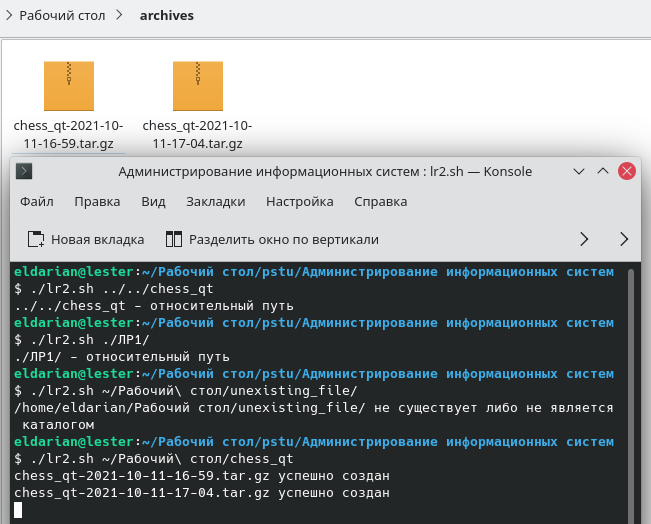 Рабочий стол
archives
chess_qt-2021-10-
11-16-59.tar.gz
chess_qt-2021-10-
11-17-04.tar.gz
Администрирование информационных систем : lr2.sh — Konsole
Файл Правка Вид Закладки Настройка Справка
Новая вкладка Разделить окно по вертикали
eldarian@lester:~/Рабочий стол/pstu/Администрирование информационных систем
$ ./lr2.sh ../../chess_qt
../../chess_qt – относительный путь
eldarian@lester:~/Рабочий стол/pstu/Администрирование информационных систем
$ ./lr2.sh ./ЛР1/
./ЛР1/ – относительный путь
eldarian@lester:~/Рабочий стол/pstu/Администрирование информационных систем
$ ./lr2.sh ~/Рабочий\ стол/unexisting_file/
/home/eldarian/Рабочий стол/unexisting_file/ не существует либо не является
каталогом
eldarian@lester:~/Рабочий стол/pstu/Администрирование информационных систем
$ ./lr2.sh ~/Рабочий\ стол/chess_qt
chess_qt-2021-10-11-16-59.tar.gz успешно создан
chess_qt-2021-10-11-17-04.tar.gz успешно создан